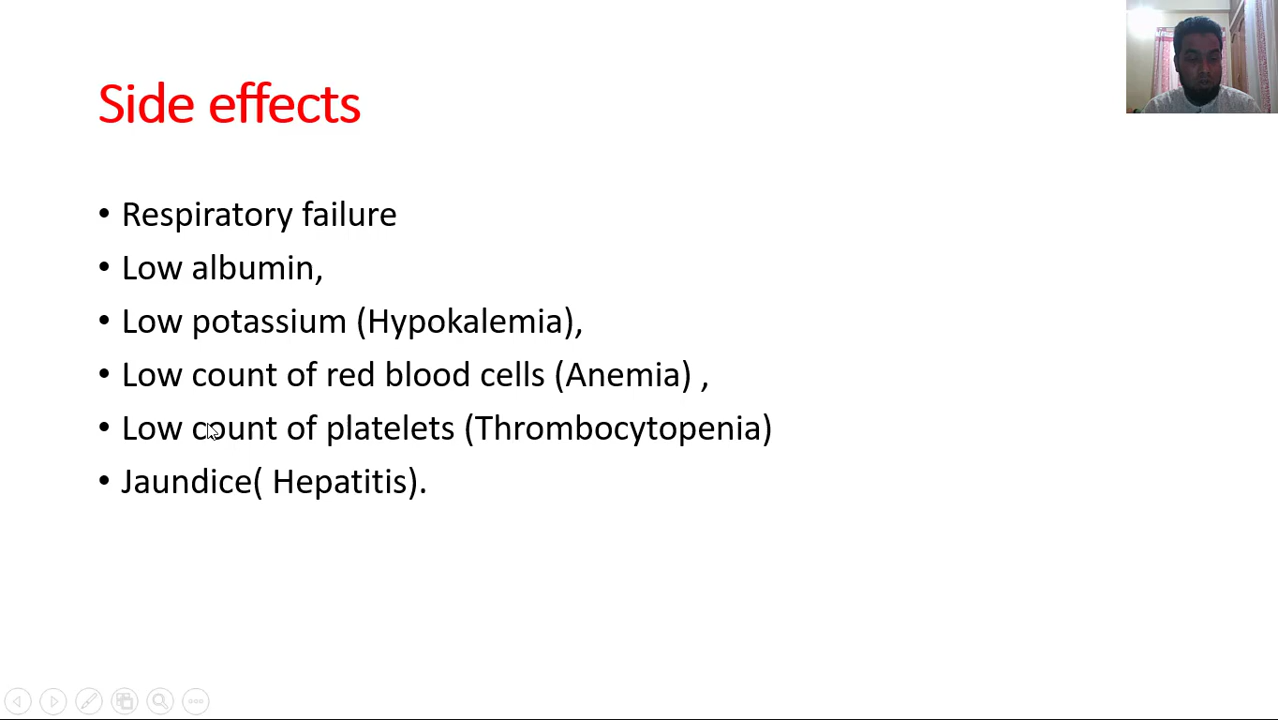 Side effects
• Respiratory failure
• Low albumin,
• Low potassium (Hypokalemia),
• Low count of red blood cells (Anemia) ,
• Low count of platelets (Thrombocytopenia)
• Jaundice( Hepatitis).